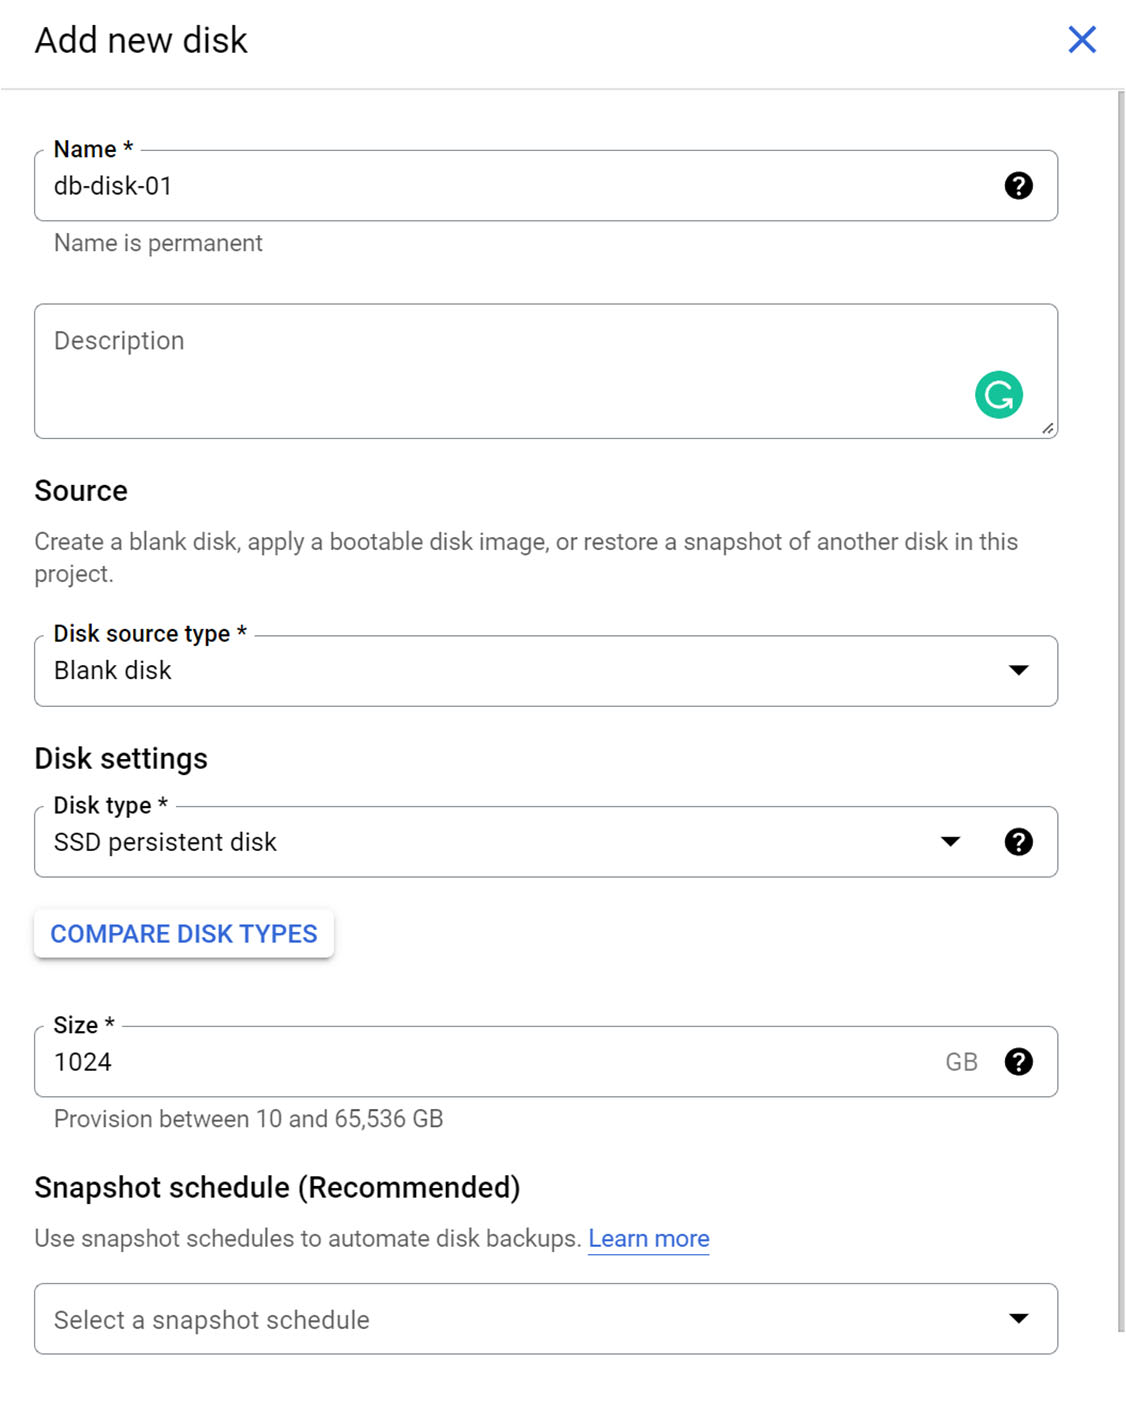 Add new disk
Name *
db-disk-01
Name is permanent
Description
Source
Create a blank disk, apply a bootable disk image, or restore a snapshot of another disk in this
project.
Disk source type *
Blank disk
Disk settings
Disk type *
SSD persistent disk
COMPARE DISK TYPES
Size *
1024 GB
Provision between 10 and 65,536 GB
Snapshot schedule (Recommended)
Use snapshot schedules to automate disk backups. Learn more
Select a snapshot schedule